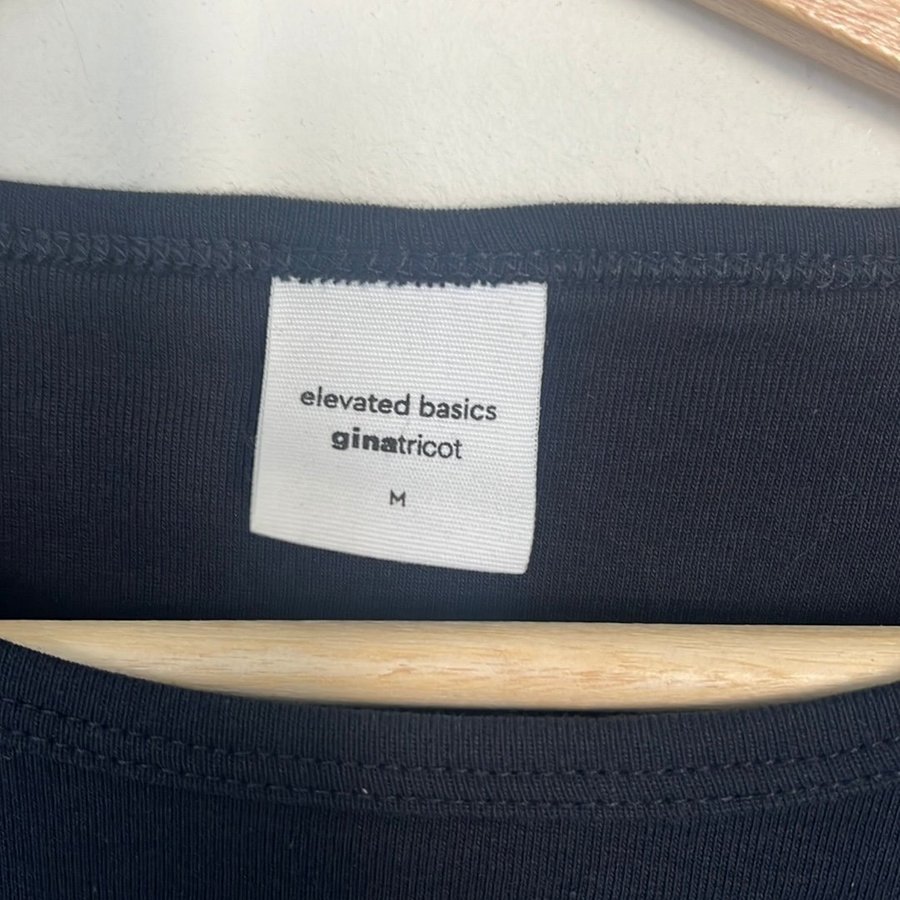 elevated basics
ginatricot
M